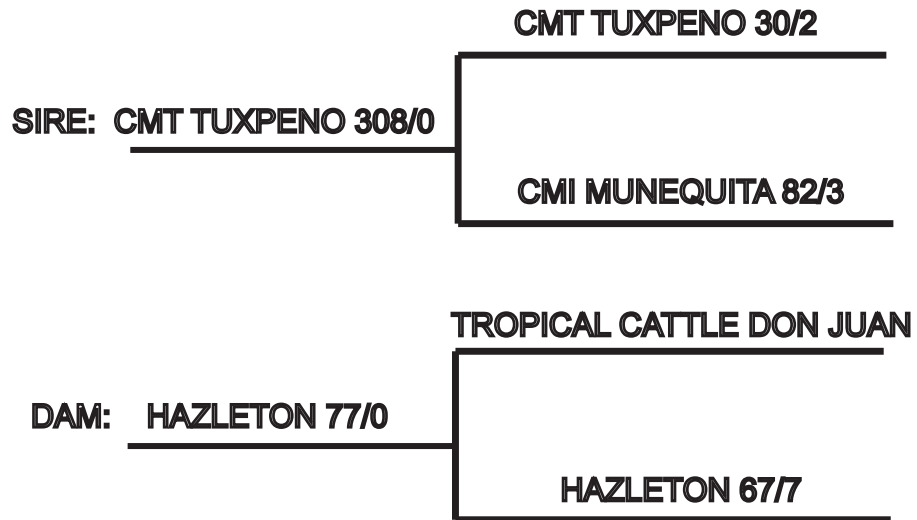 CMT TUXPENO 30/2
SIRE: CMT TUXPENO 308/0
CMI MUNEQUITA 82/3
TROPICAL CATTLE DON JUAN
DAM: HAZLETON 77/0
HAZLETON 67/7